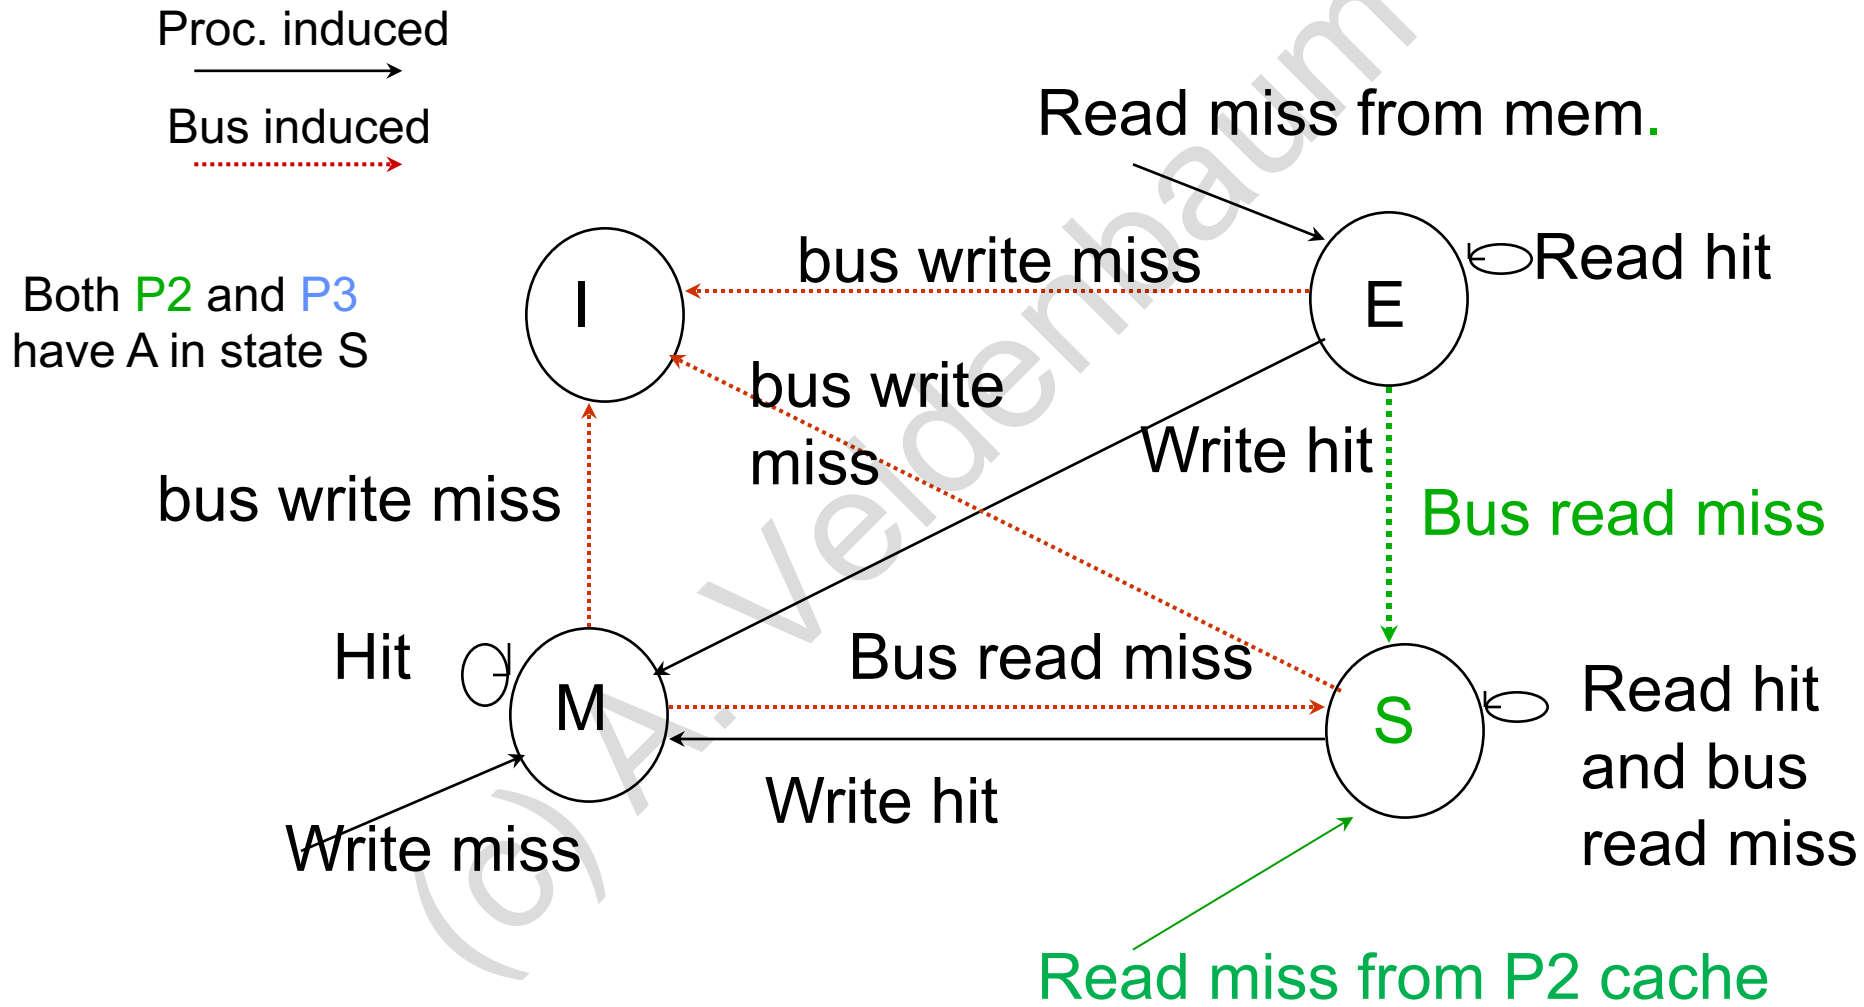 Proc. induced
Bus induced
Read miss from mem.
bus write miss
Read hit
I
E
Both P2 and P3
have A in state S
bus write
miss
Write hit
bus write miss
Bus read miss
Hit
Bus read miss
M
S
Read hit
and bus
read miss
Write hit
Write miss
Read miss from P2 cache
(c) A. Veidenbaum